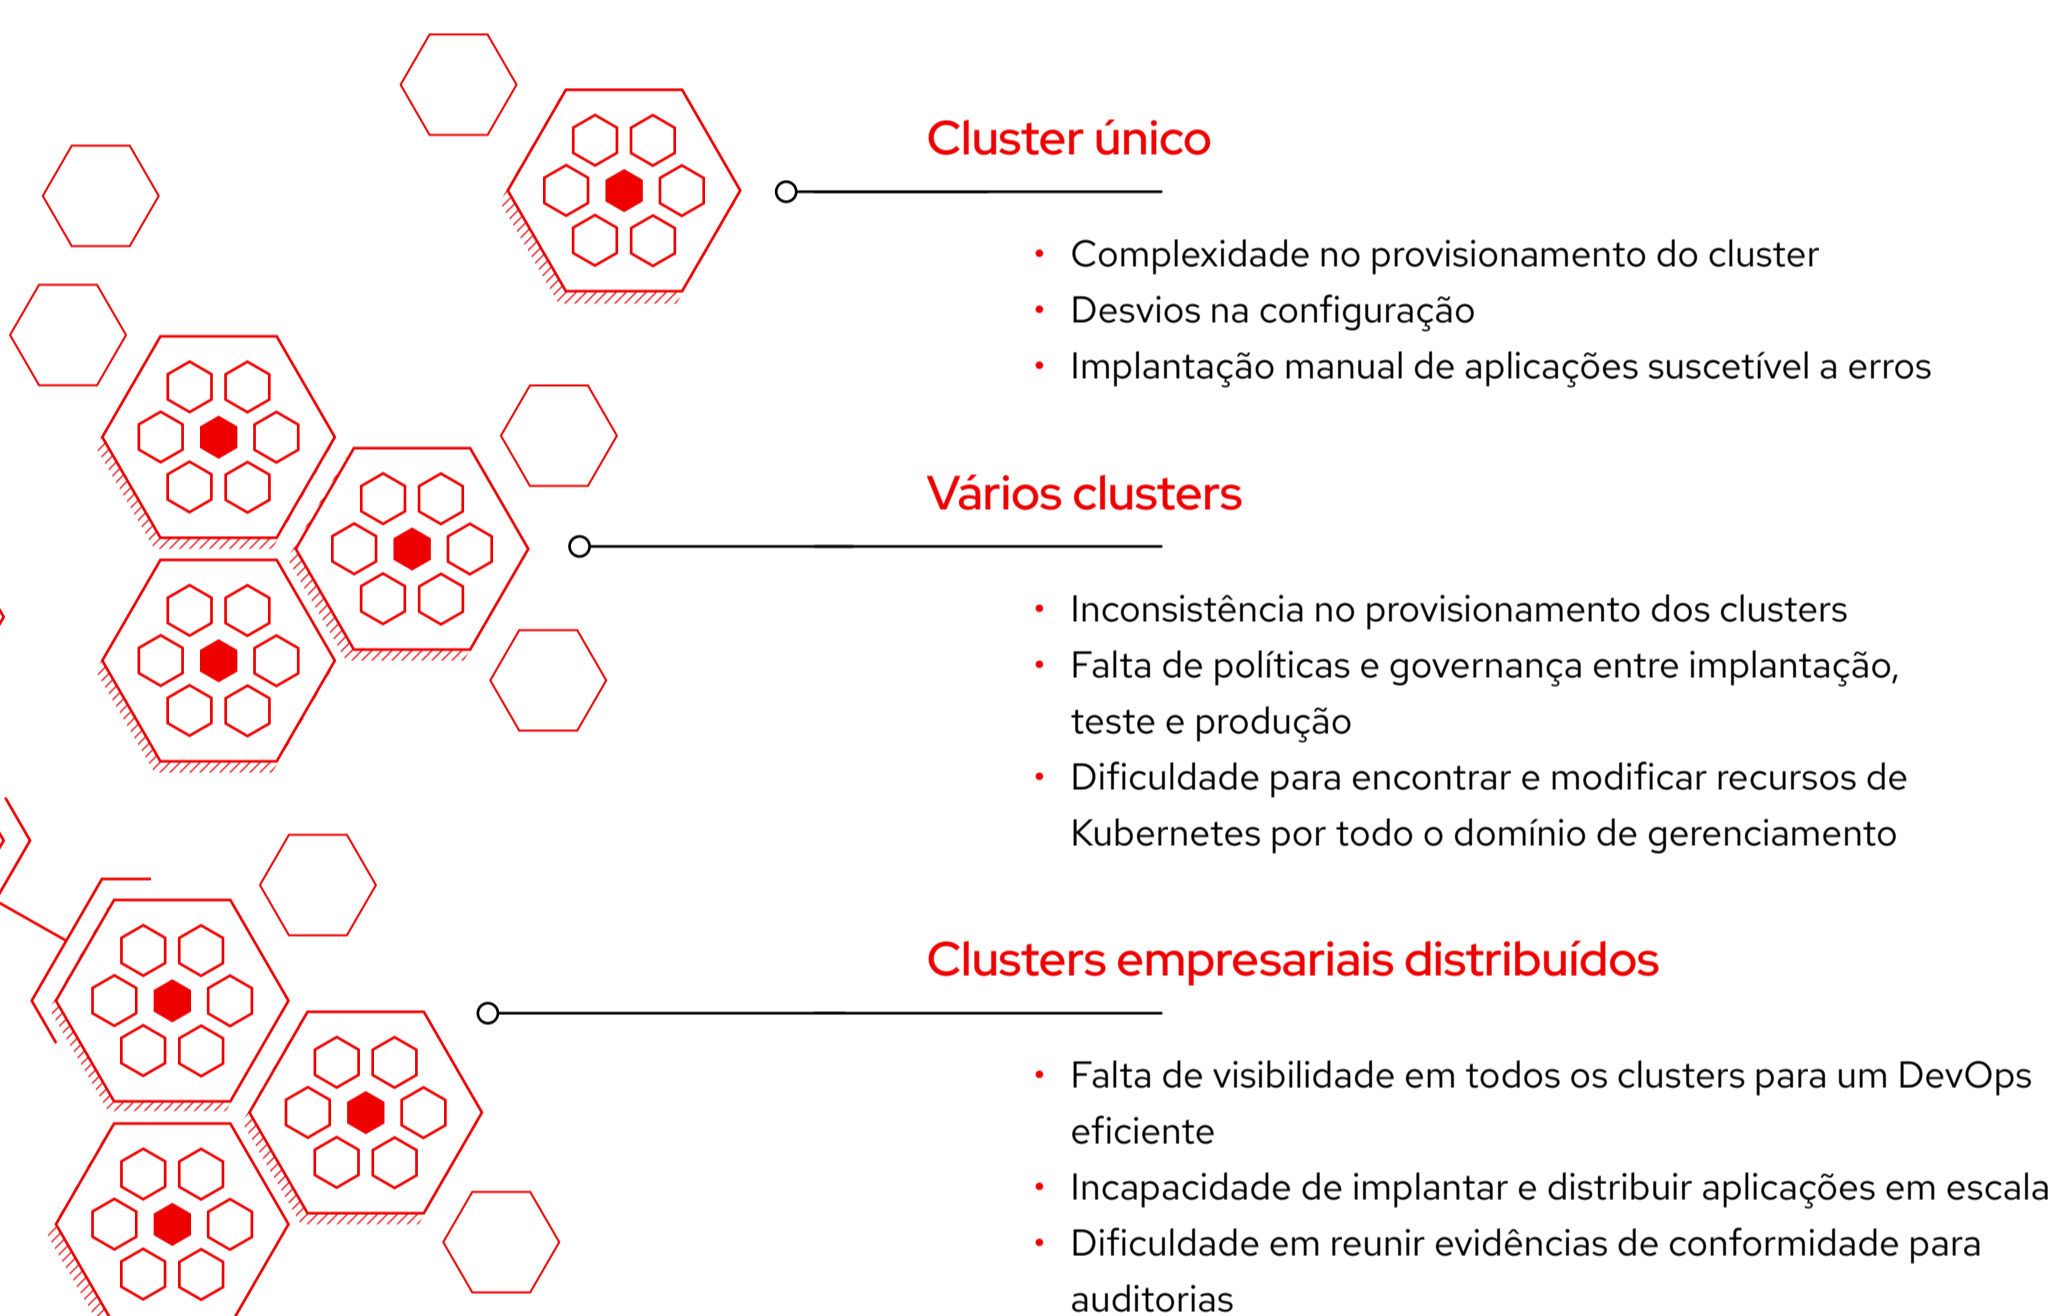 Cluster único
• Complexidade no provisionamento do cluster
• Desvios na configuração
• Implantação manual de aplicações suscetível a erros
Vários clusters
• Inconsistência no provisionamento dos clusters
• Falta de políticas e governança entre implantação,
teste e produção
• Dificuldade para encontrar e modificar recursos de
Kubernetes por todo o domínio de gerenciamento
Clusters empresariais distribuídos
• Falta de visibilidade em todos os clusters para um DevOps
eficiente
• Incapacidade de implantar e distribuir aplicações em escala
• Dificuldade em reunir evidências de conformidade para
auditorias